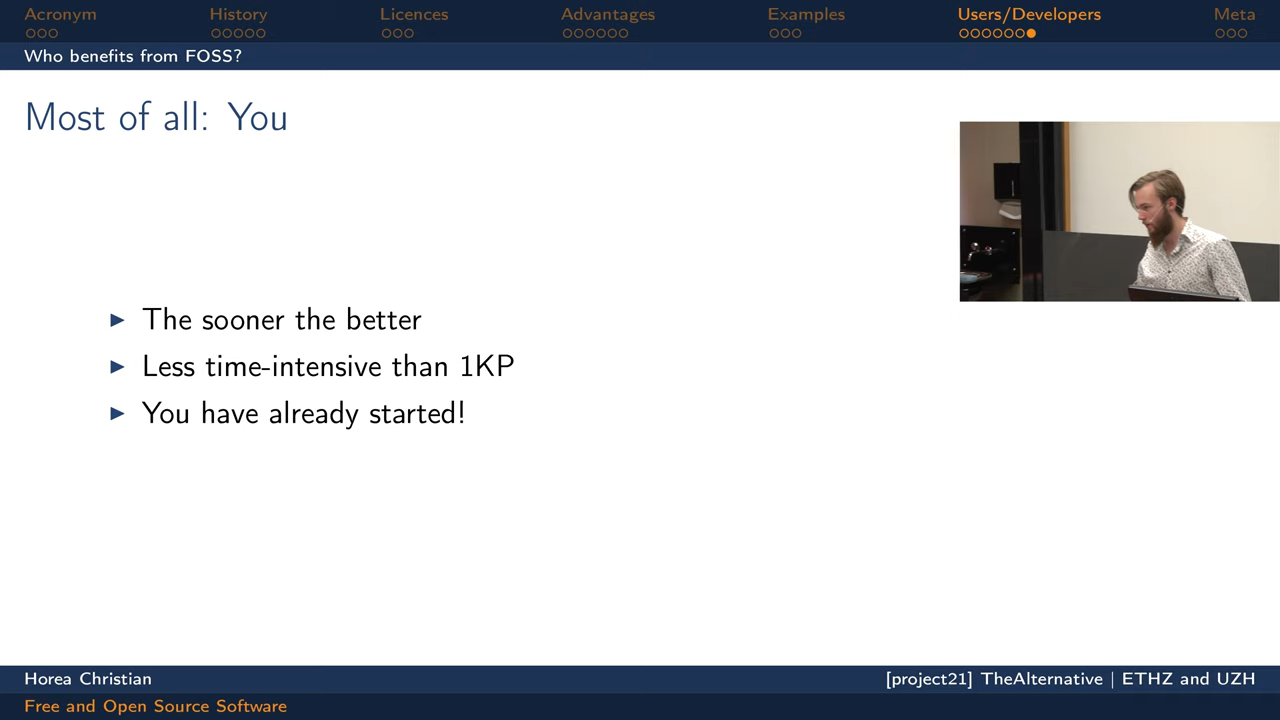 Acronym History Licences Advantages Examples Users/Developers Meta
Who benefits from FOSS?
Most of all: You
The sooner the better
Less time-intensive than 1KP
You have already started!
Horea Christian [project21] TheAlternative | ETHZ and UZH
Free and Open Source Software